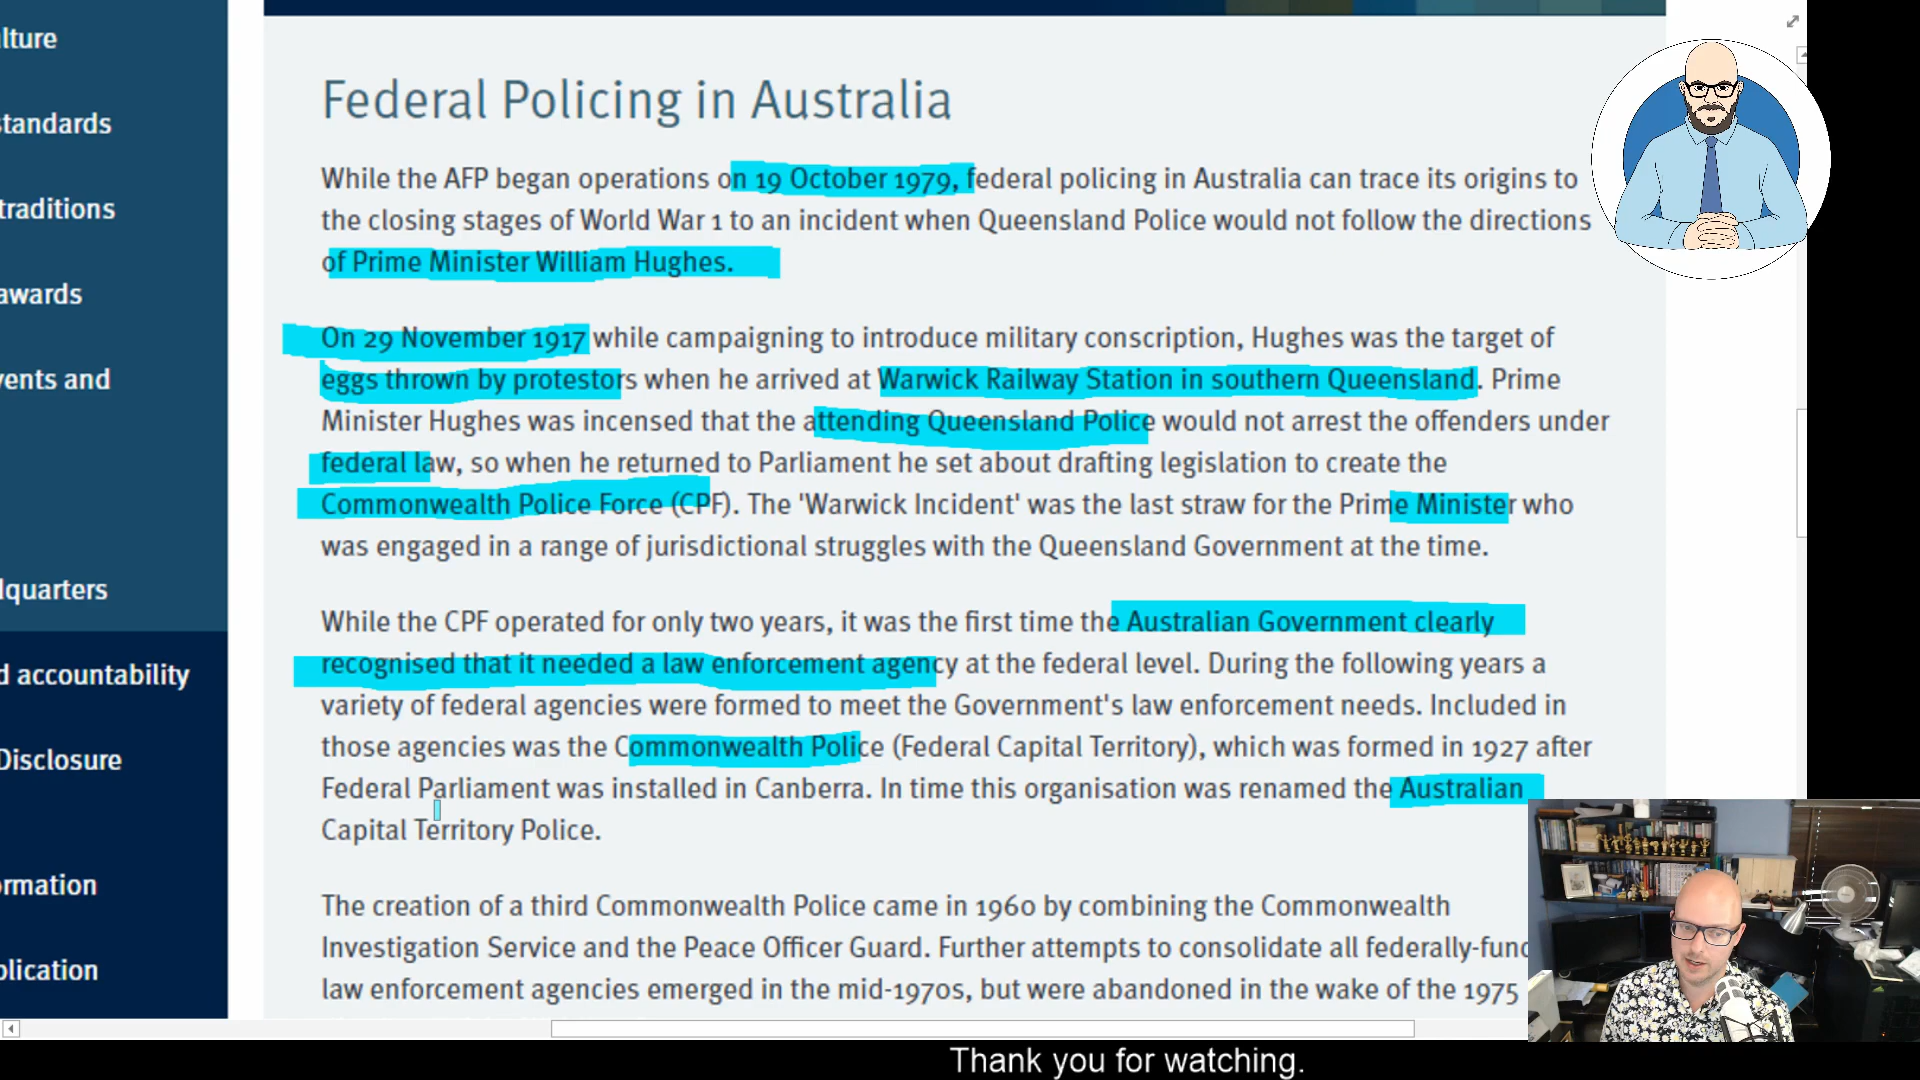 lture
standards
traditions
awards
vents and
dquarters
d accountability
Disclosure
ormation
plication
Federal Policing in Australia
While the AFP began operations on 19 October 1979, federal policing in Australia can trace its origins to
the closing stages of World War 1 to an incident when Queensland Police would not follow the directions
of Prime Minister William Hughes.
On 29 November 1917 while campaigning to introduce military conscription, Hughes was the target of
eggs thrown by protestors when he arrived at Warwick Railway Station in southern Queensland. Prime
Minister Hughes was incensed that the attending Queensland Police would not arrest the offenders under
federal law, so when he returned to Parliament he set about drafting legislation to create the
Commonwealth Police Force (CPF). The 'Warwick Incident' was the last straw for the Prime Minister who
was engaged in a range of jurisdictional struggles with the Queensland Government at the time.
While the CPF operated for only two years, it was the first time the Australian Government clearly
recognised that it needed a law enforcement agency at the federal level. During the following years a
variety of federal agencies were formed to meet the Government's law enforcement needs. Included in
those agencies was the Commonwealth Police (Federal Capital Territory), which was formed in 1927 after
Federal Parliament was installed in Canberra. In time this organisation was renamed the Australian
Capital Territory Police.
The creation of a third Commonwealth Police came in 1960 by combining the Commonwealth
Investigation Service and the Peace Officer Guard. Further attempts to consolidate all federally-func
law enforcement agencies emerged in the mid-1970s, but were abandoned in the wake of the 1975
Thank you for watching.